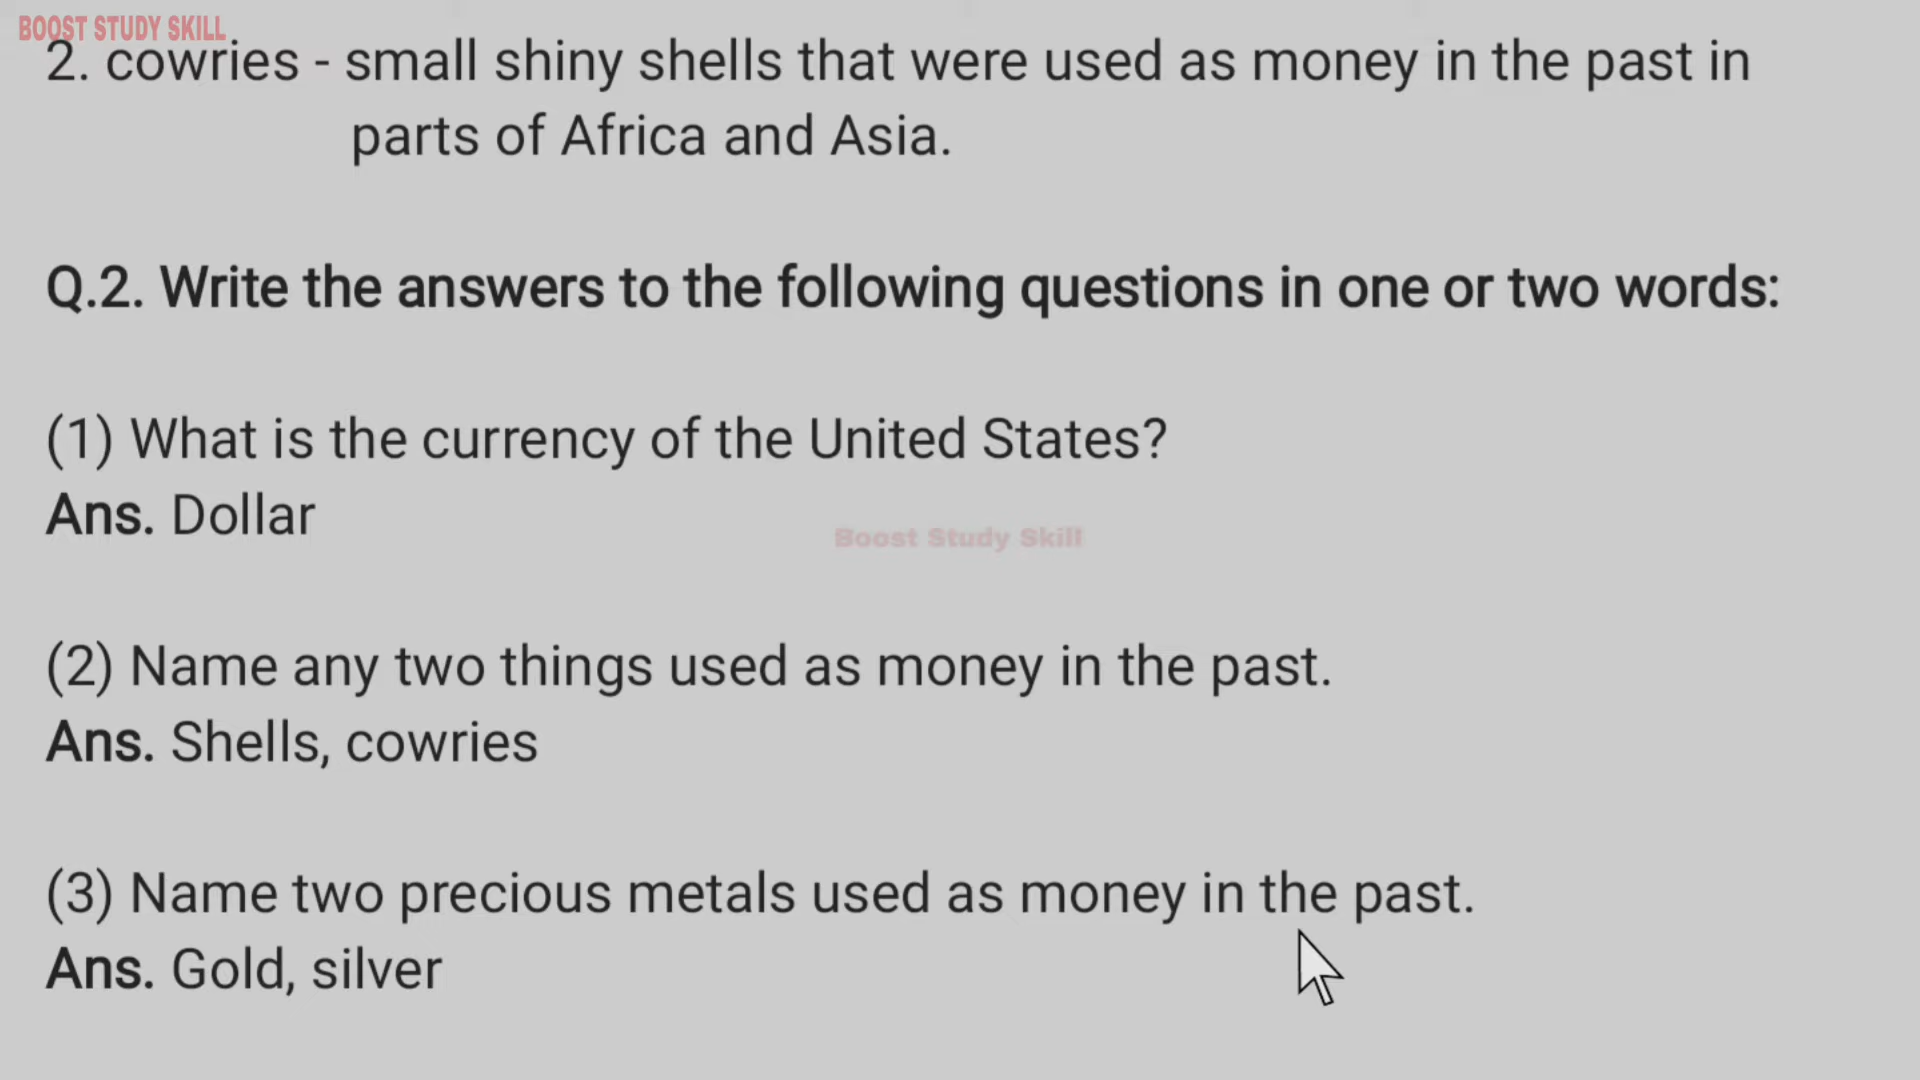 BOOST STUDY SKILL
2. cowries - small shiny shells that were used as money in the past in
parts of Africa and Asia.
Q.2. Write the answers to the following questions in one or two words:
(1) What is the currency of the United States?
Ans. Dollar
Boost Study Skill
(2) Name any two things used as money in the past.
Ans. Shells, cowries
(3) Name two precious metals used as money in the past.
Ans. Gold, silver